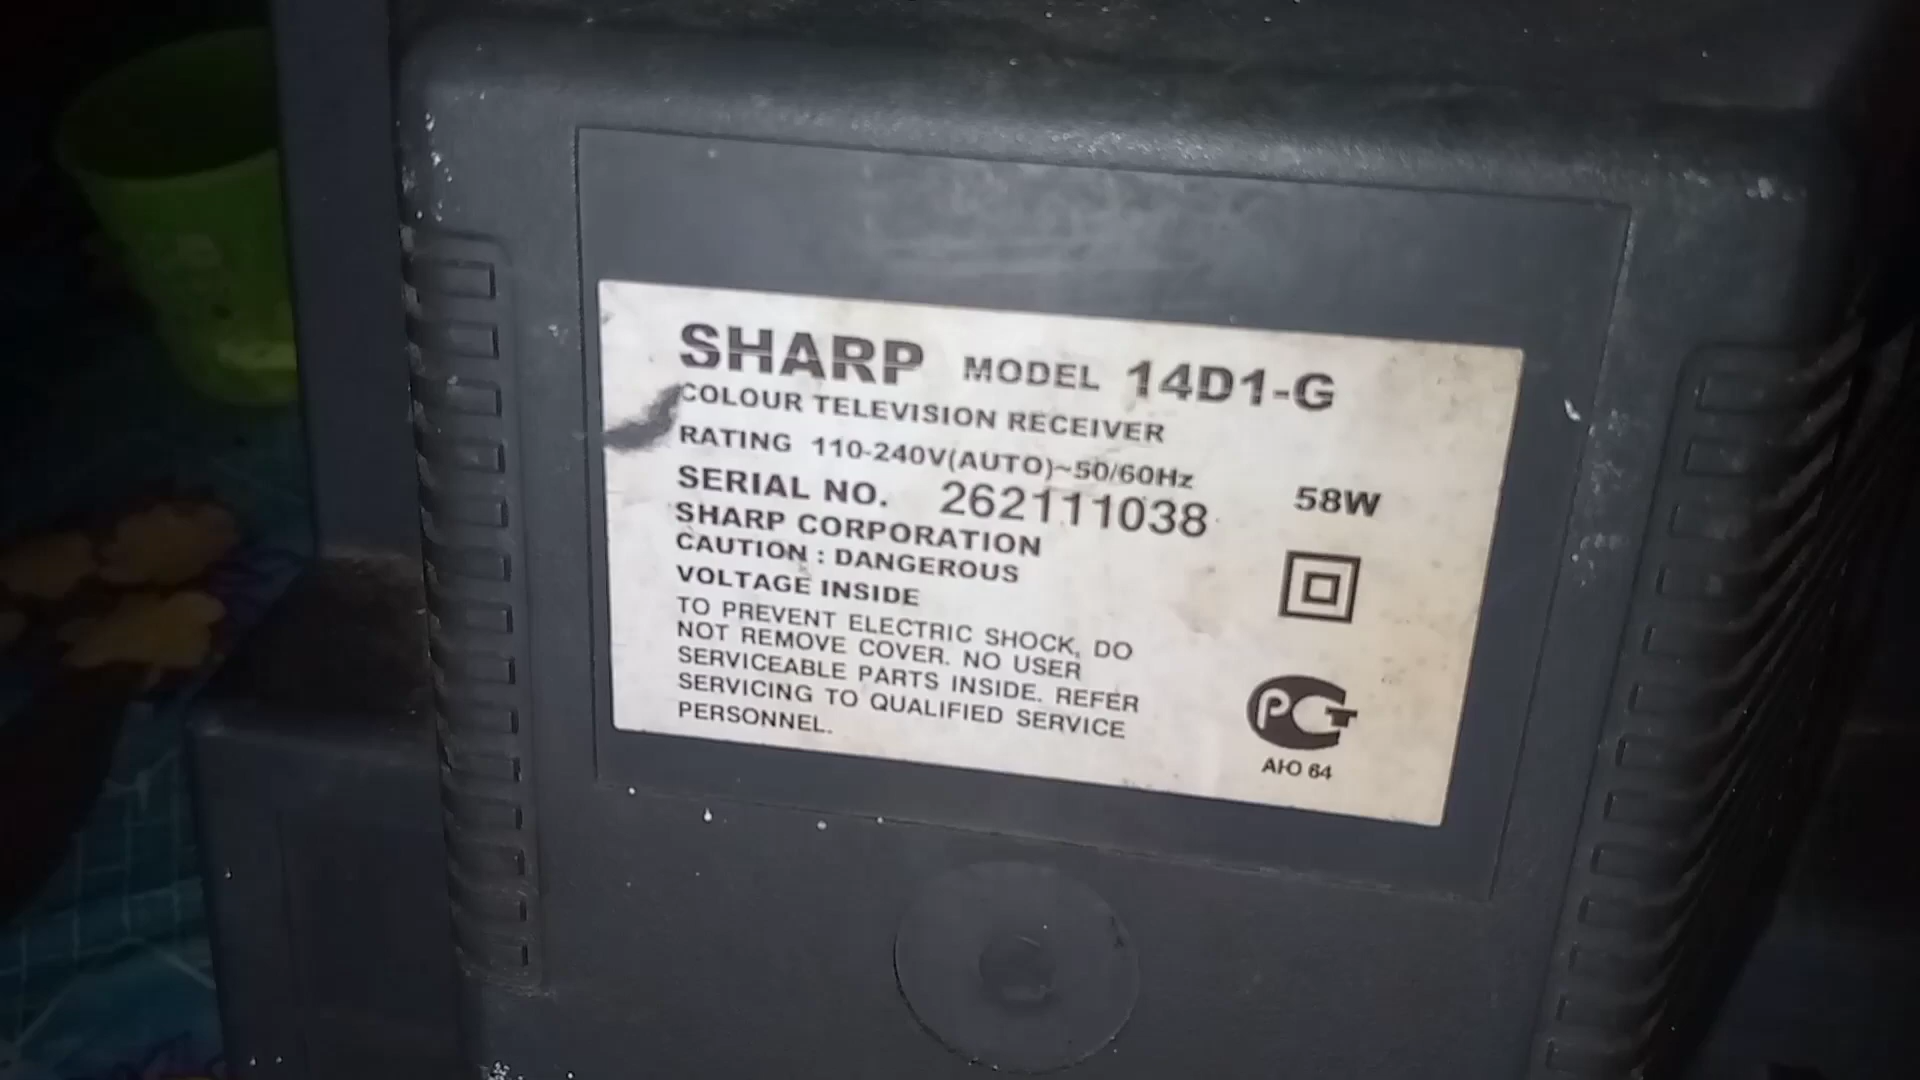 SHARP MODEL 14D1-G
COLOUR TELEVISION RECEIVER
RATING 110-240V(AUTO)~50/60Hz 58W
SERIAL NO. 262111038
SHARP CORPORATION
CAUTION : DANGEROUS
VOLTAGE INSIDE
TO PREVENT ELECTRIC SHOCK, DO
NOT REMOVE COVER. NO USER
SERVICEABLE PARTS INSIDE. REFER
SERVICING TO QUALIFIED SERVICE
PERSONNEL.
РСТ
АЮ 64